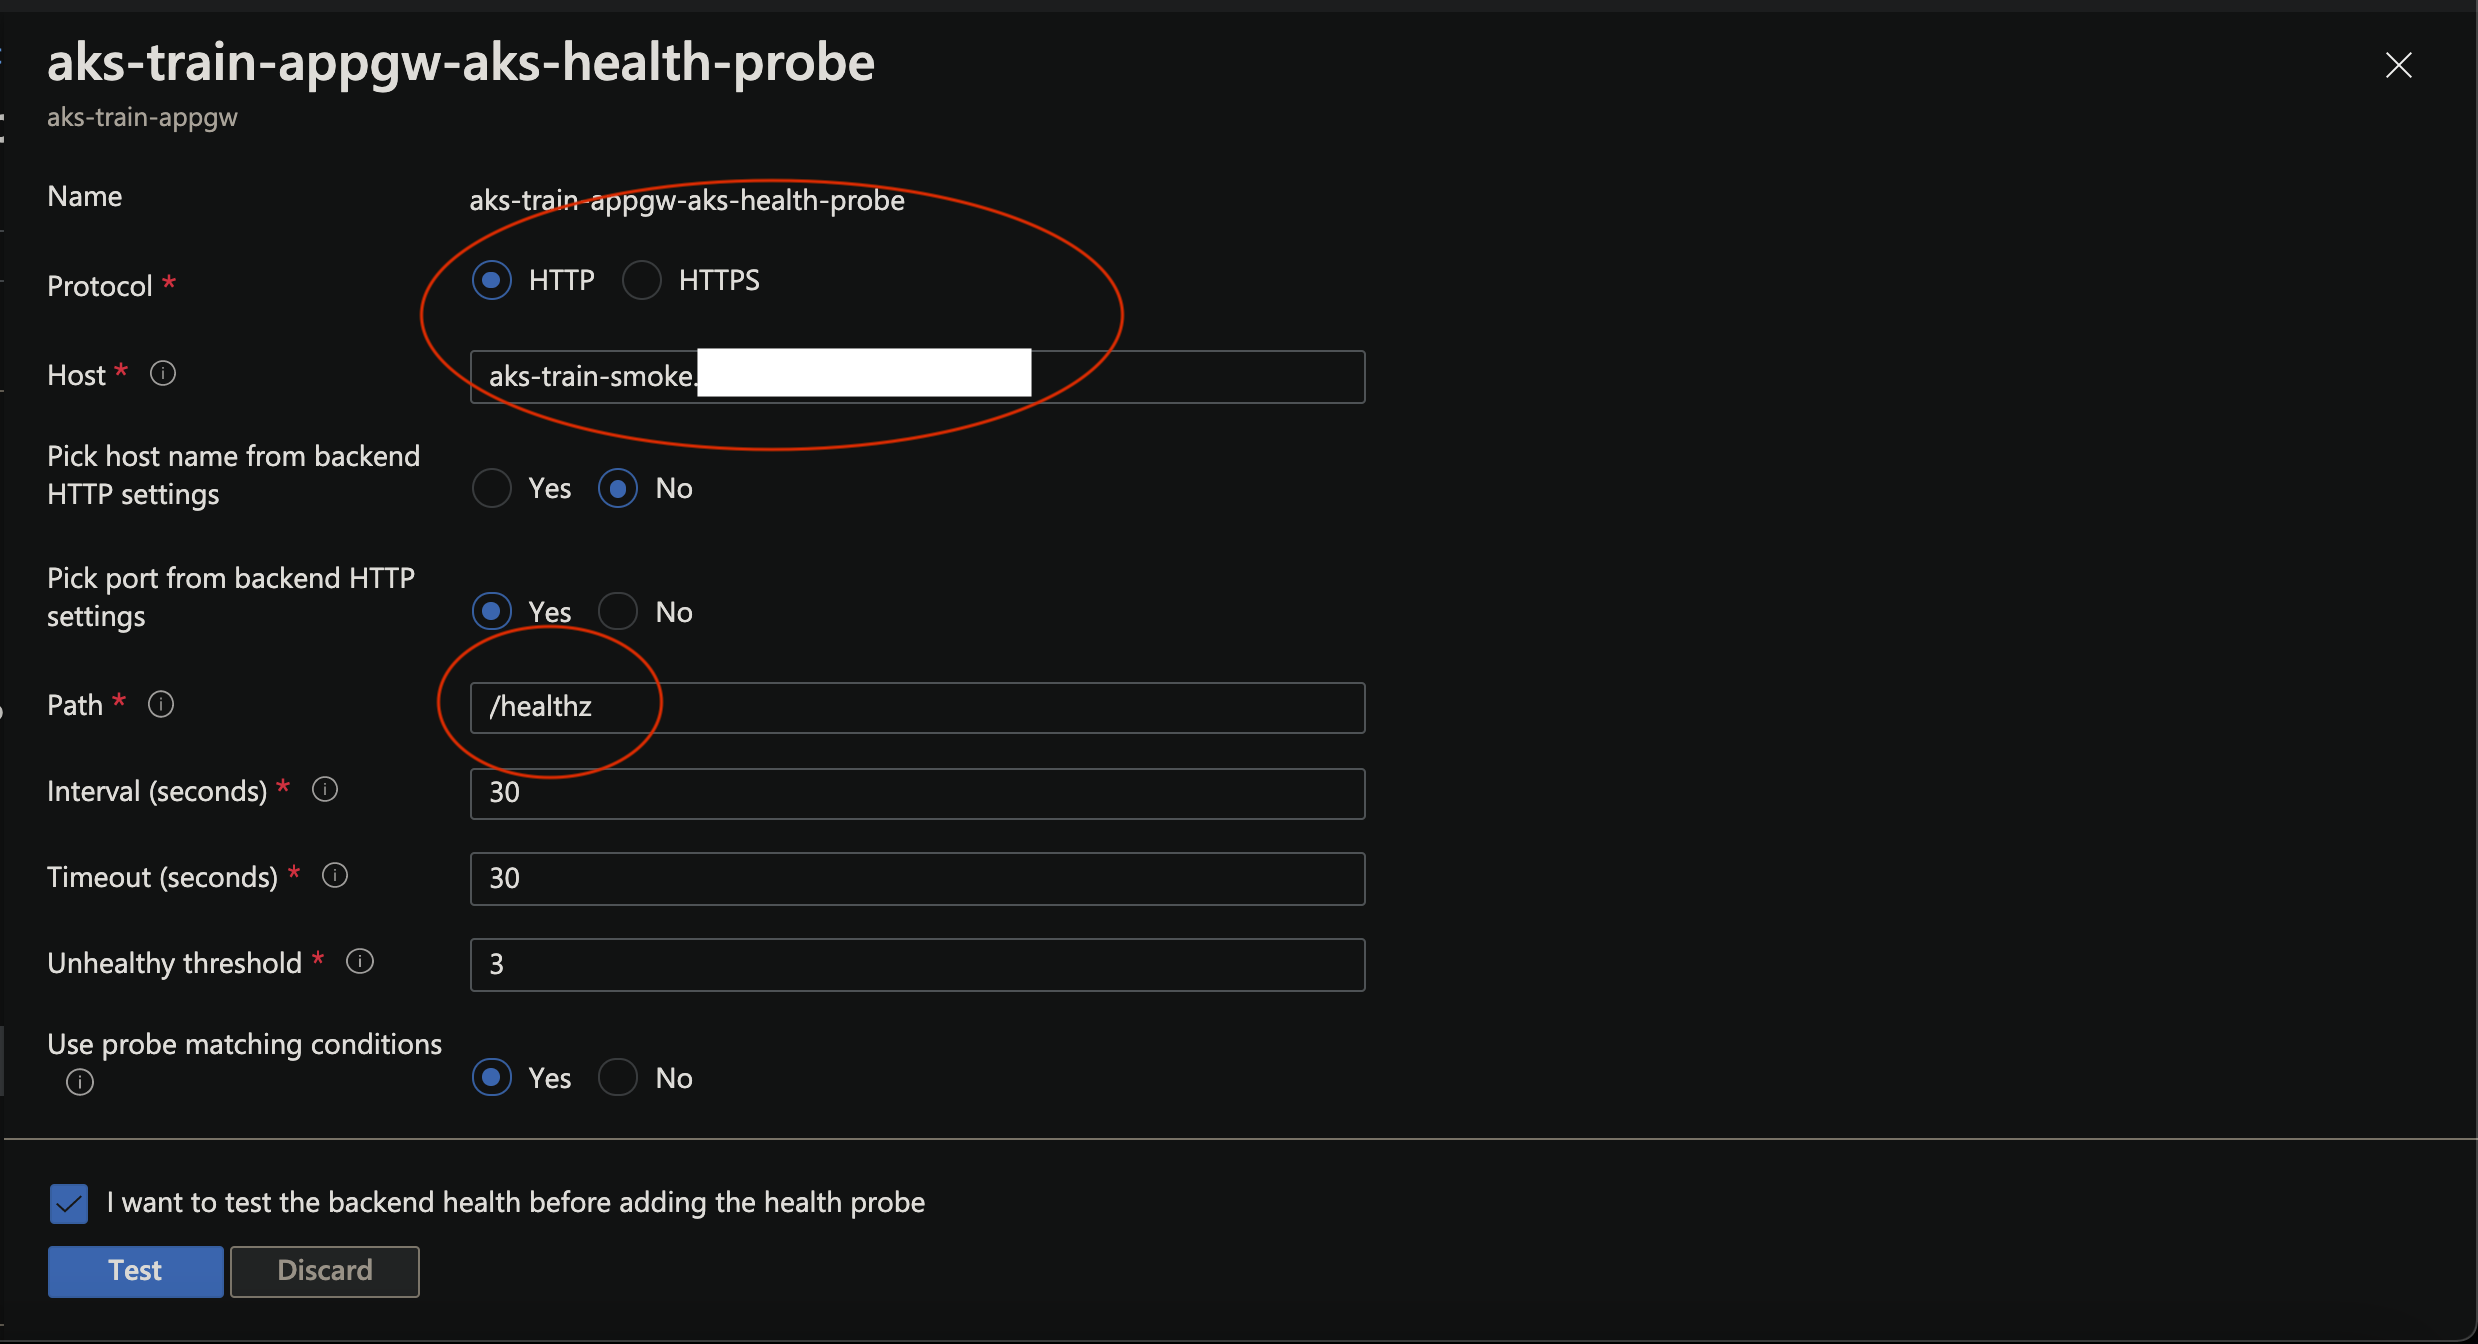 aks-train-appgw-aks-health-probe
aks-train-appgw
Name
aks-train-appgw-aks-health-probe
Protocol *
HTTP HTTPS
Host *
aks-train-smoke.
Pick host name from backend
HTTP settings
Yes No
Pick port from backend HTTP
settings
Yes No
Path *
/healthz
Interval (seconds) *
30
Timeout (seconds) *
30
Unhealthy threshold *
3
Use probe matching conditions
Yes No
I want to test the backend health before adding the health probe
Test Discard